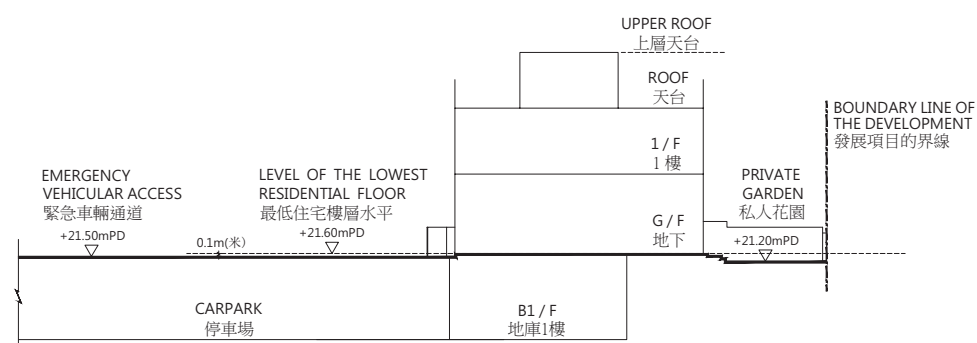 UPPER ROOF
上層天台
ROOF
天台
BOUNDARY LINE OF
THE DEVELOPMENT
發展項目的界線
1 / F
1 樓
EMERGENCY
VEHICULAR ACCESS
緊急車輛通道
+21.50mPD
0.1m(米)
LEVEL OF THE LOWEST
RESIDENTIAL FLOOR
最低住宅樓層水平
+21.60mPD
G / F
地下
PRIVATE
GARDEN
私人花園
+21.20mPD
CARPARK
停車場
B1 / F
地庫1樓